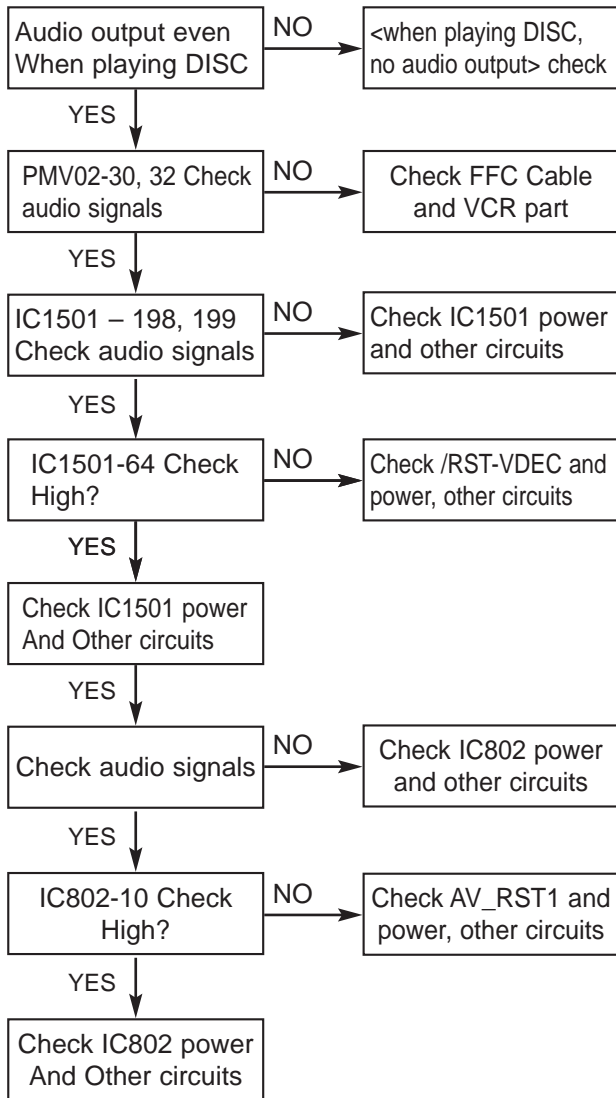 Audio output even
When playing DISC
NO
<when playing DISC,
no audio output> check
YES
PMV02-30, 32 Check
audio signals
NO
Check FFC Cable
and VCR part
YES
IC1501 – 198, 199
Check audio signals
NO
Check IC1501 power
and other circuits
YES
IC1501-64 Check
High?
NO
Check /RST-VDEC and
power, other circuits
YES
Check IC1501 power
And Other circuits
YES
Check audio signals
NO
Check IC802 power
and other circuits
YES
IC802-10 Check
High?
NO
Check AV_RST1 and
power, other circuits
YES
Check IC802 power
And Other circuits